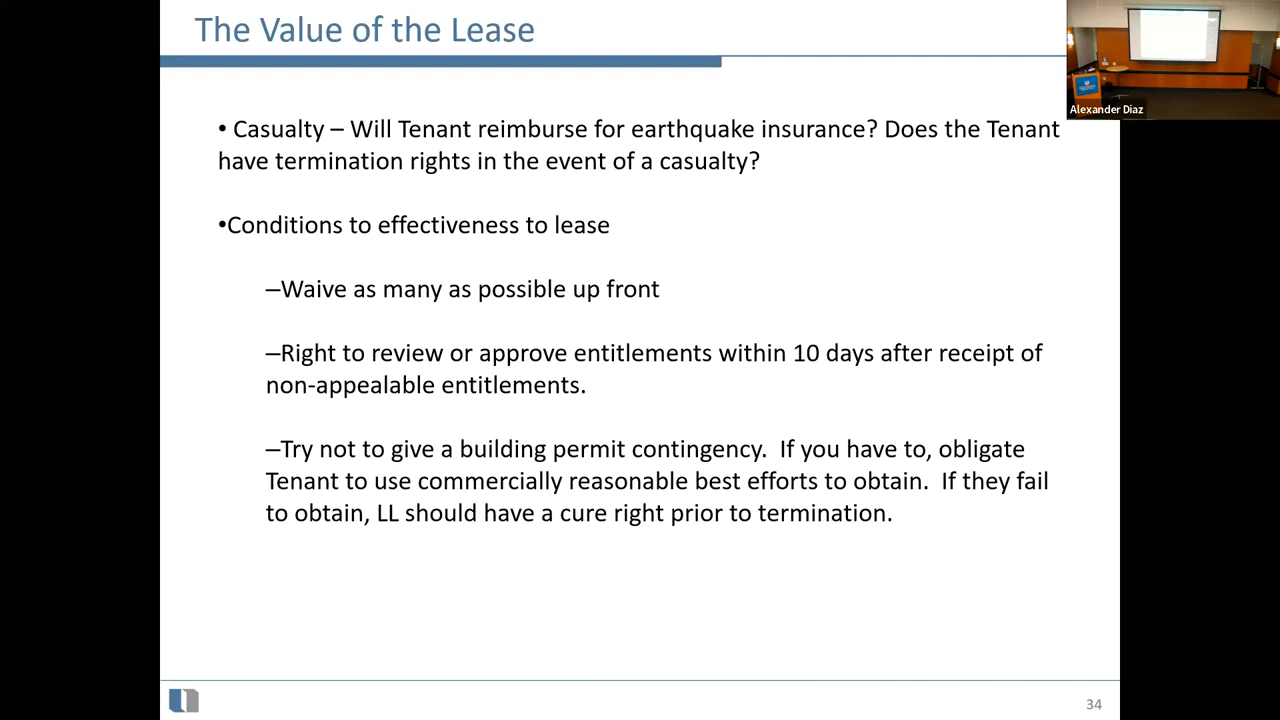 The Value of the Lease
Alexander Diaz
• Casualty – Will Tenant reimburse for earthquake insurance? Does the Tenant
have termination rights in the event of a casualty?
•Conditions to effectiveness to lease
–Waive as many as possible up front
–Right to review or approve entitlements within 10 days after receipt of
non-appealable entitlements.
–Try not to give a building permit contingency.  If you have to, obligate
Tenant to use commercially reasonable best efforts to obtain.  If they fail
to obtain, LL should have a cure right prior to termination.
34